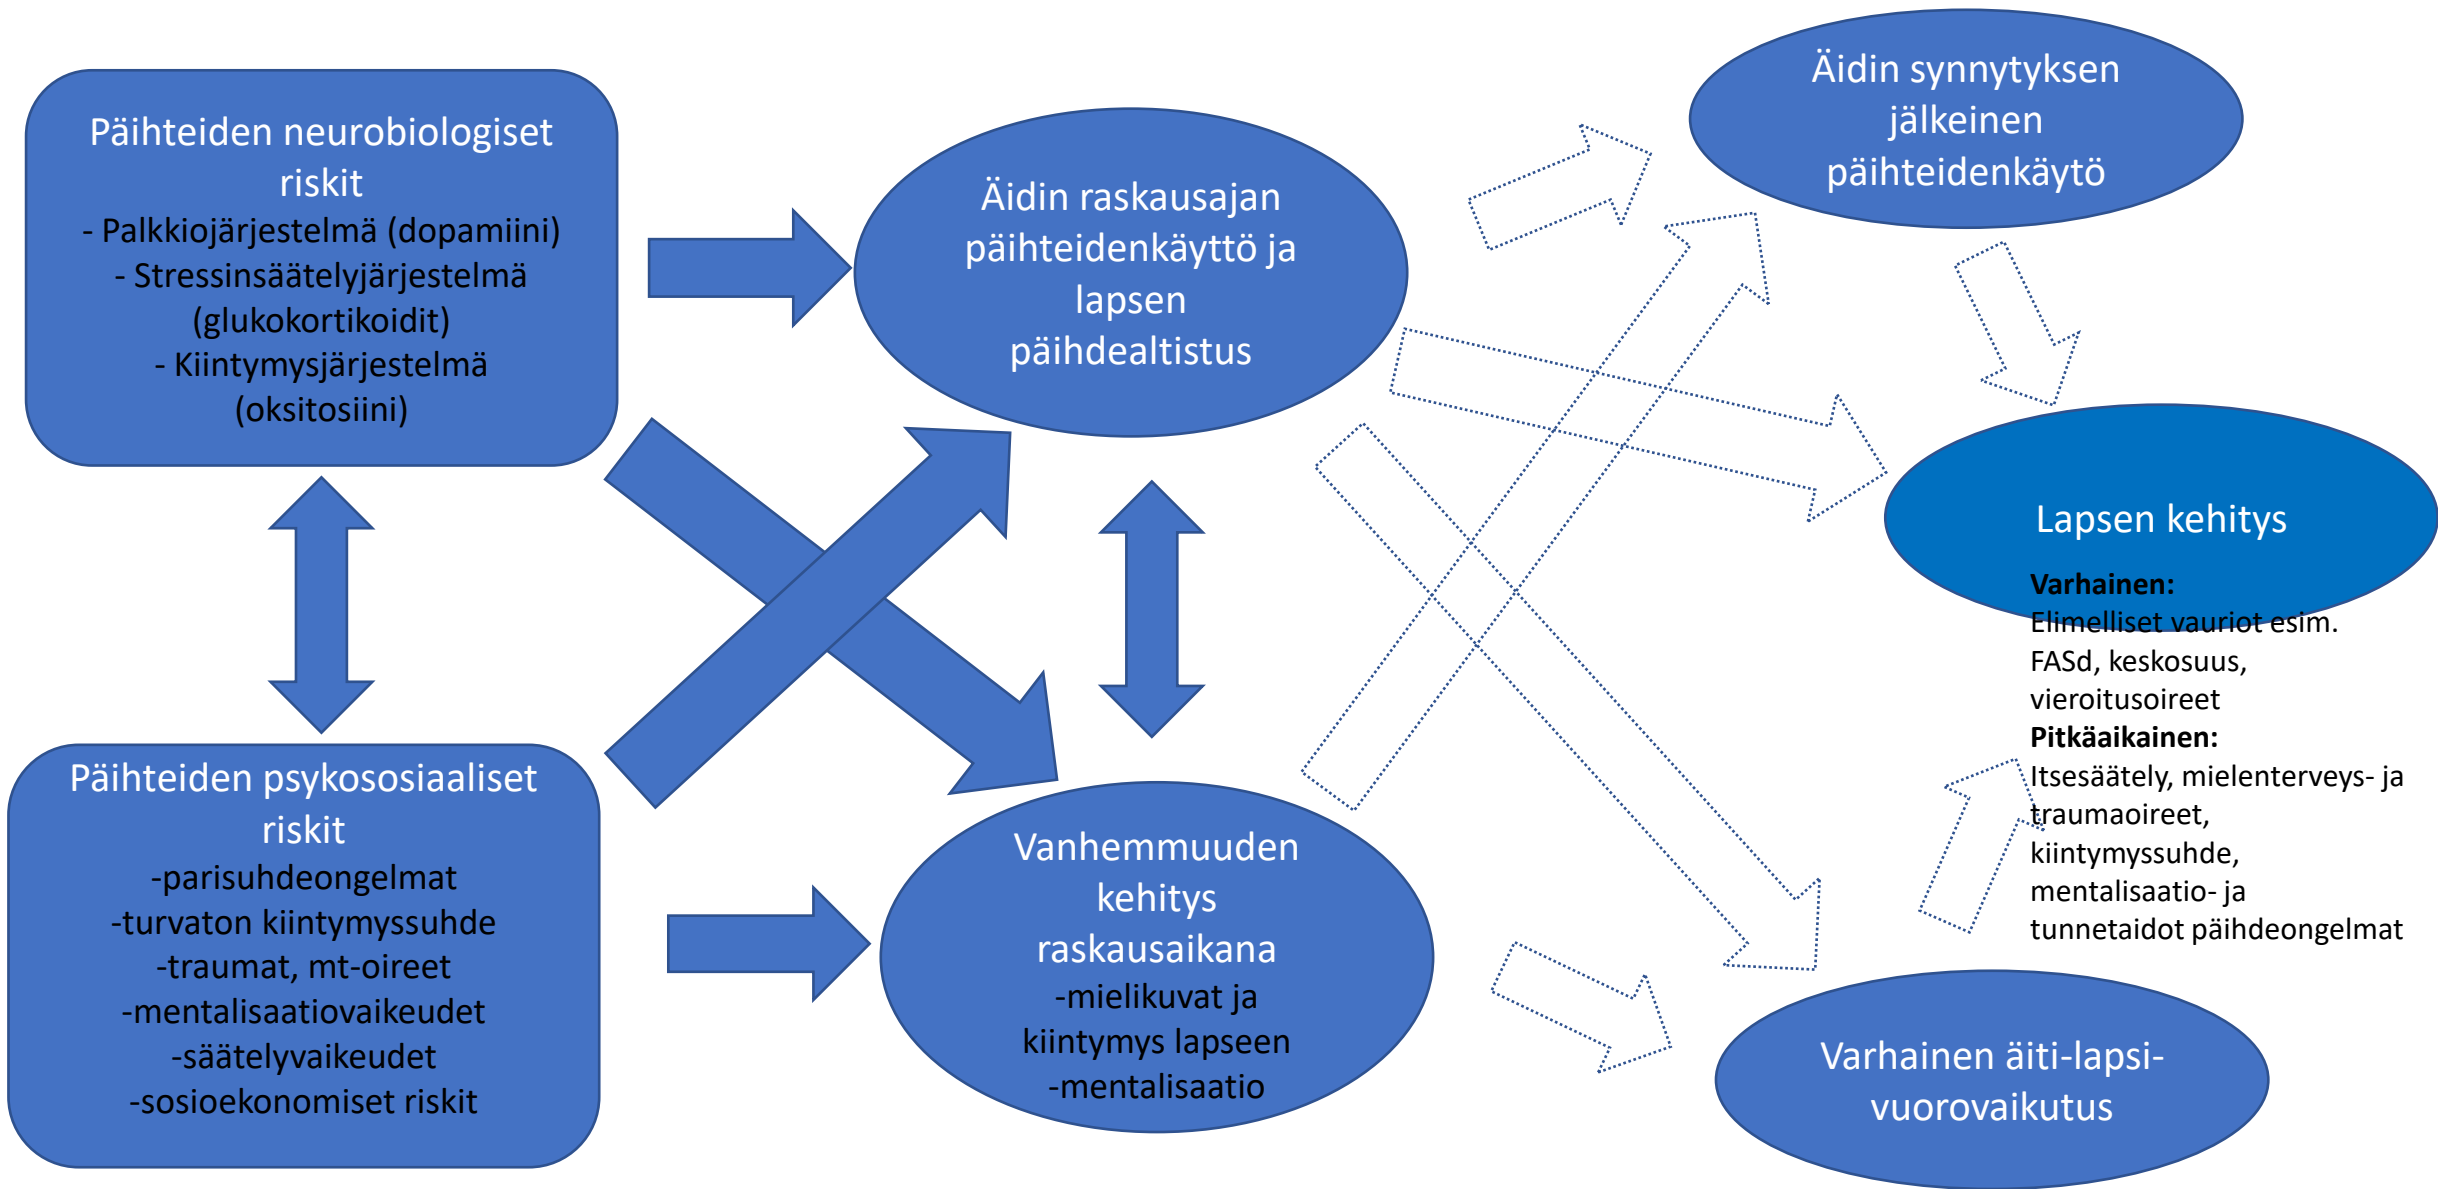 Päihteiden neurobiologiset
riskit
- Palkkiojärjestelmä (dopamiini)
- Stressinsäätelyjärjestelmä
(glukokortikoidit)
- Kiintymysjärjestelmä
(oksitosiini)
Päihteiden psykososiaaliset
riskit
-parisuhdeongelmat
-turvaton kiintymyssuhde
-traumat, mt-oireet
-mentalisaatiovaikeudet
-säätelyvaikeudet
-sosioekonomiset riskit
Äidin raskausajan
päihteidenkäyttö ja
lapsen
päihdealtistus
Vanhemmuuden
kehitys
raskausaikana
-mielikuvat ja
kiintymys lapseen
-mentalisaatio
Äidin synnytyksen
jälkeinen
päihteidenkäytö
Lapsen kehitys
Varhainen:
Elimelliset vauriot esim.
FASd, keskosuus,
vieroitusoireet
Pitkäaikainen:
Itsesäätely, mielenterveys- ja
traumaoireet,
kiintymyssuhde,
mentalisaatio- ja
tunnetaidot päihdeongelmat
Varhainen äiti-lapsi-
vuorovaikutus